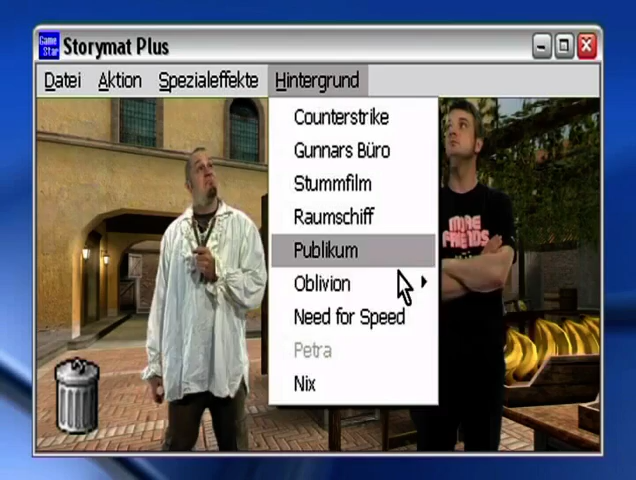 Game Star
Storymat Plus
Datei Aktion Spezialeffekte Hintergrund
Counterstrike
Gunnars Büro
Stummfilm
Raumschiff
Publikum
Oblivion
Need for Speed
Petra
Nix